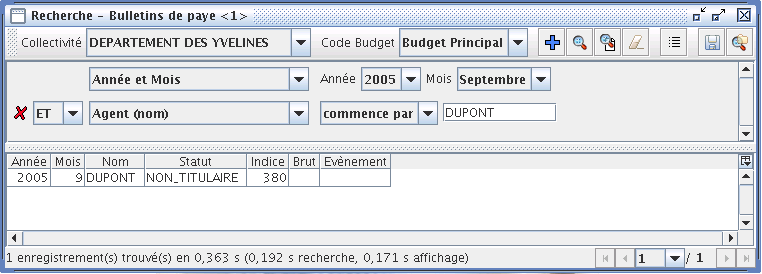 Recherche - Bulletins de paye <1>
Collectivité DEPARTEMENT DES YVELINES Code Budget Budget Principal
Année et Mois Année 2005 Mois Septembre
ET Agent (nom) commence par DUPONT
Année Mois Nom Statut Indice Brut Evènement
2005 9 DUPONT NON_TITULAIRE 380
1 enregistrement(s) trouvé(s) en 0,363 s (0,192 s recherche, 0,171 s affichage) 1 / 1